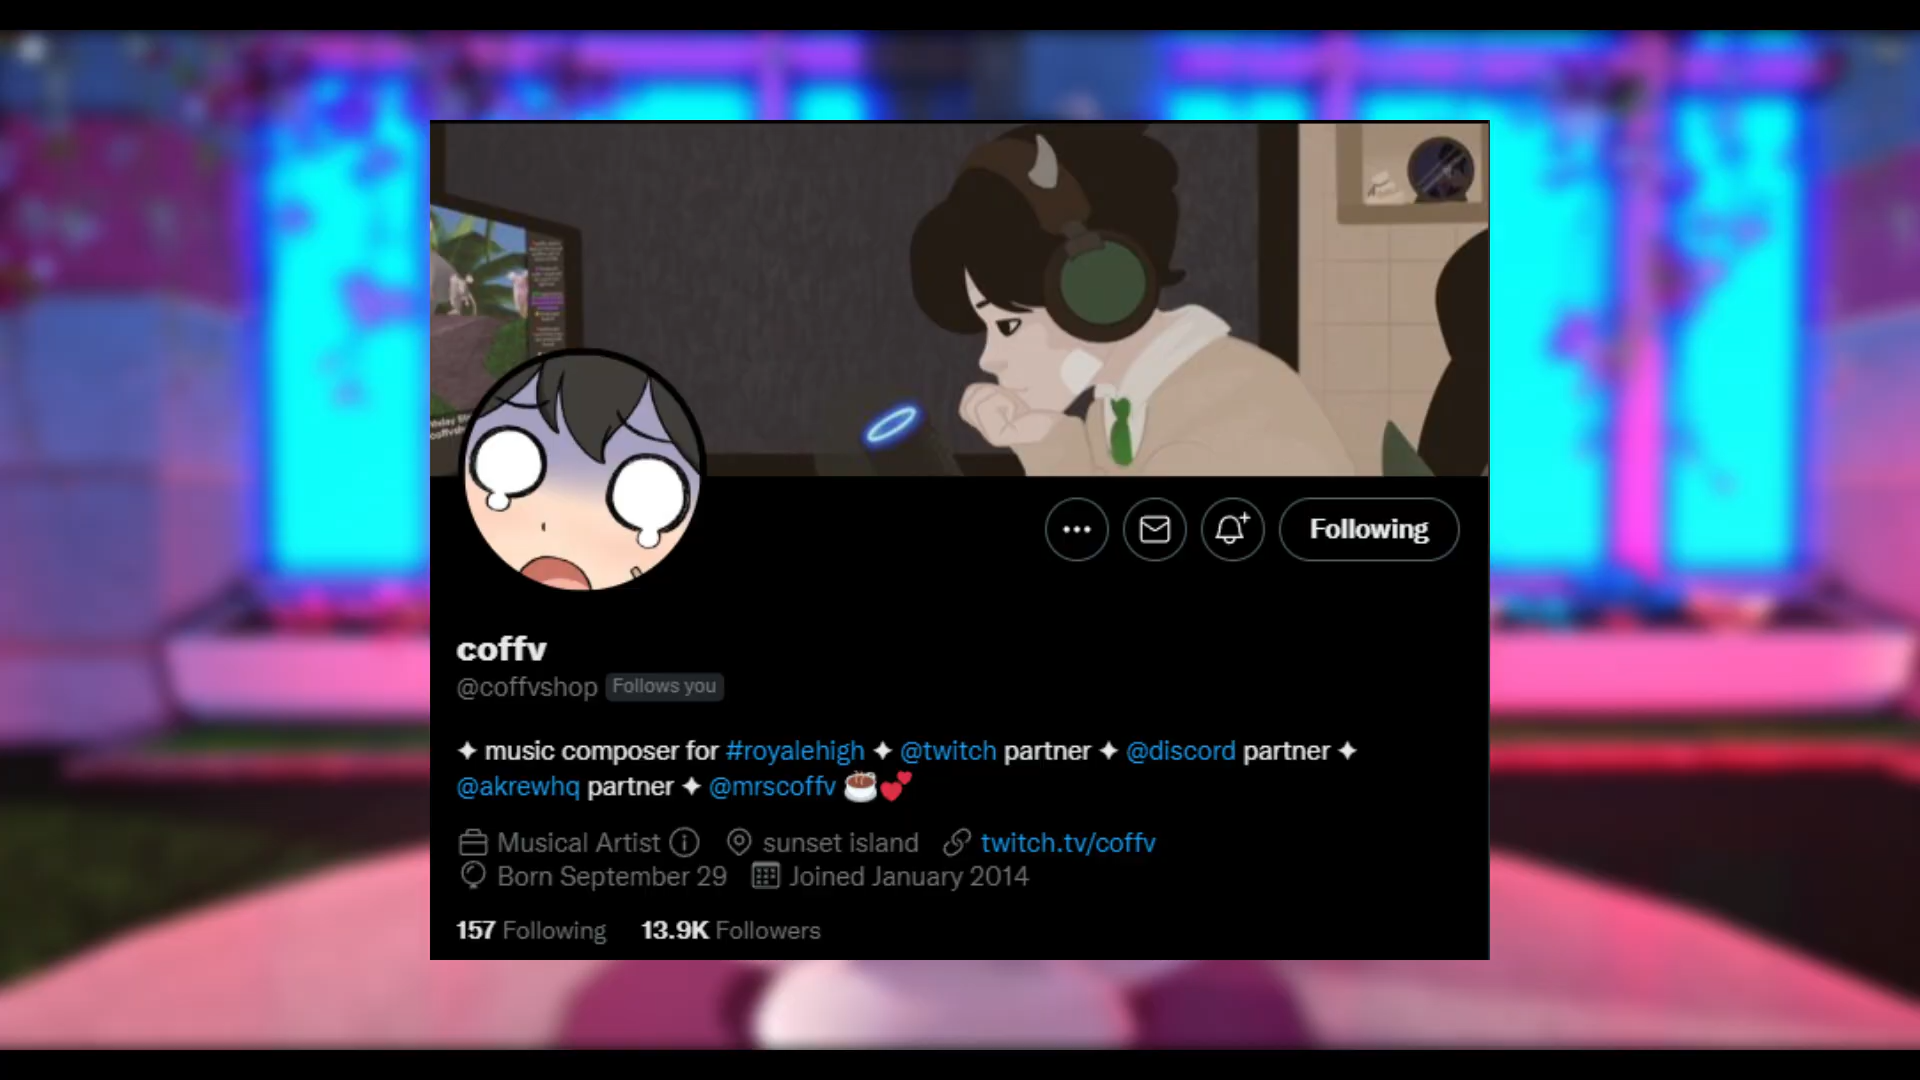 Following
coffv
@coffvshop Follows you
✦ music composer for #royalehigh ✦ @twitch partner ✦ @discord partner ✦
@akrewhq partner ✦ @mrscoffv ☕💕
Musical Artist sunset island twitch.tv/coffv
Born September 29 Joined January 2014
157 Following 13.9K Followers